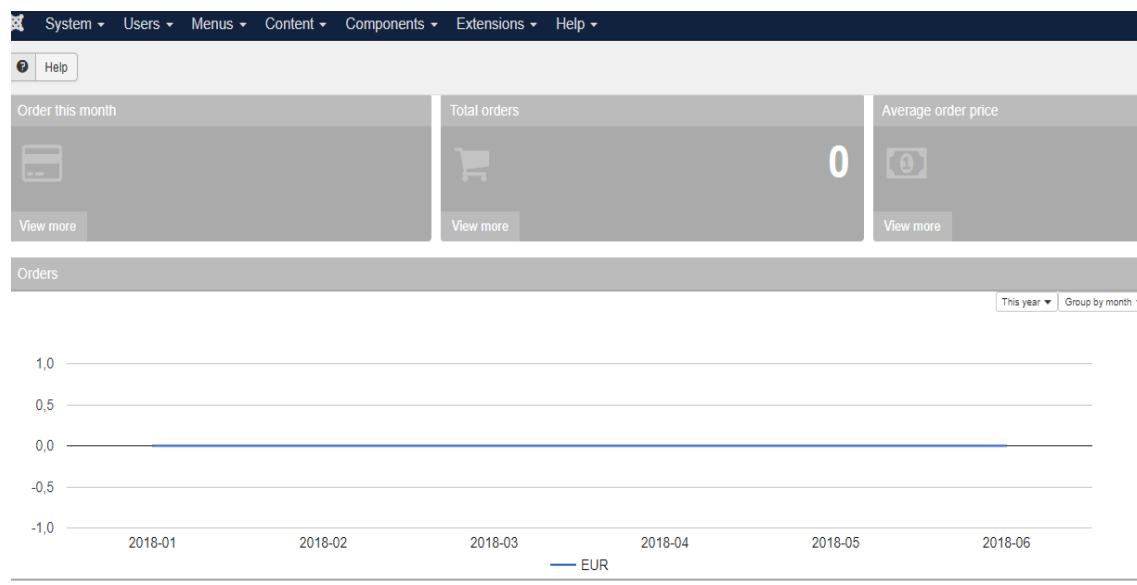 System Users Menus Content Components Extensions Help
Help
Order this month Total orders Average order price
0
View more View more View more
Orders
This year Group by month
1,0
0,5
0,0
-0,5
-1,0
2018-01 2018-02 2018-03 2018-04 2018-05 2018-06
EUR